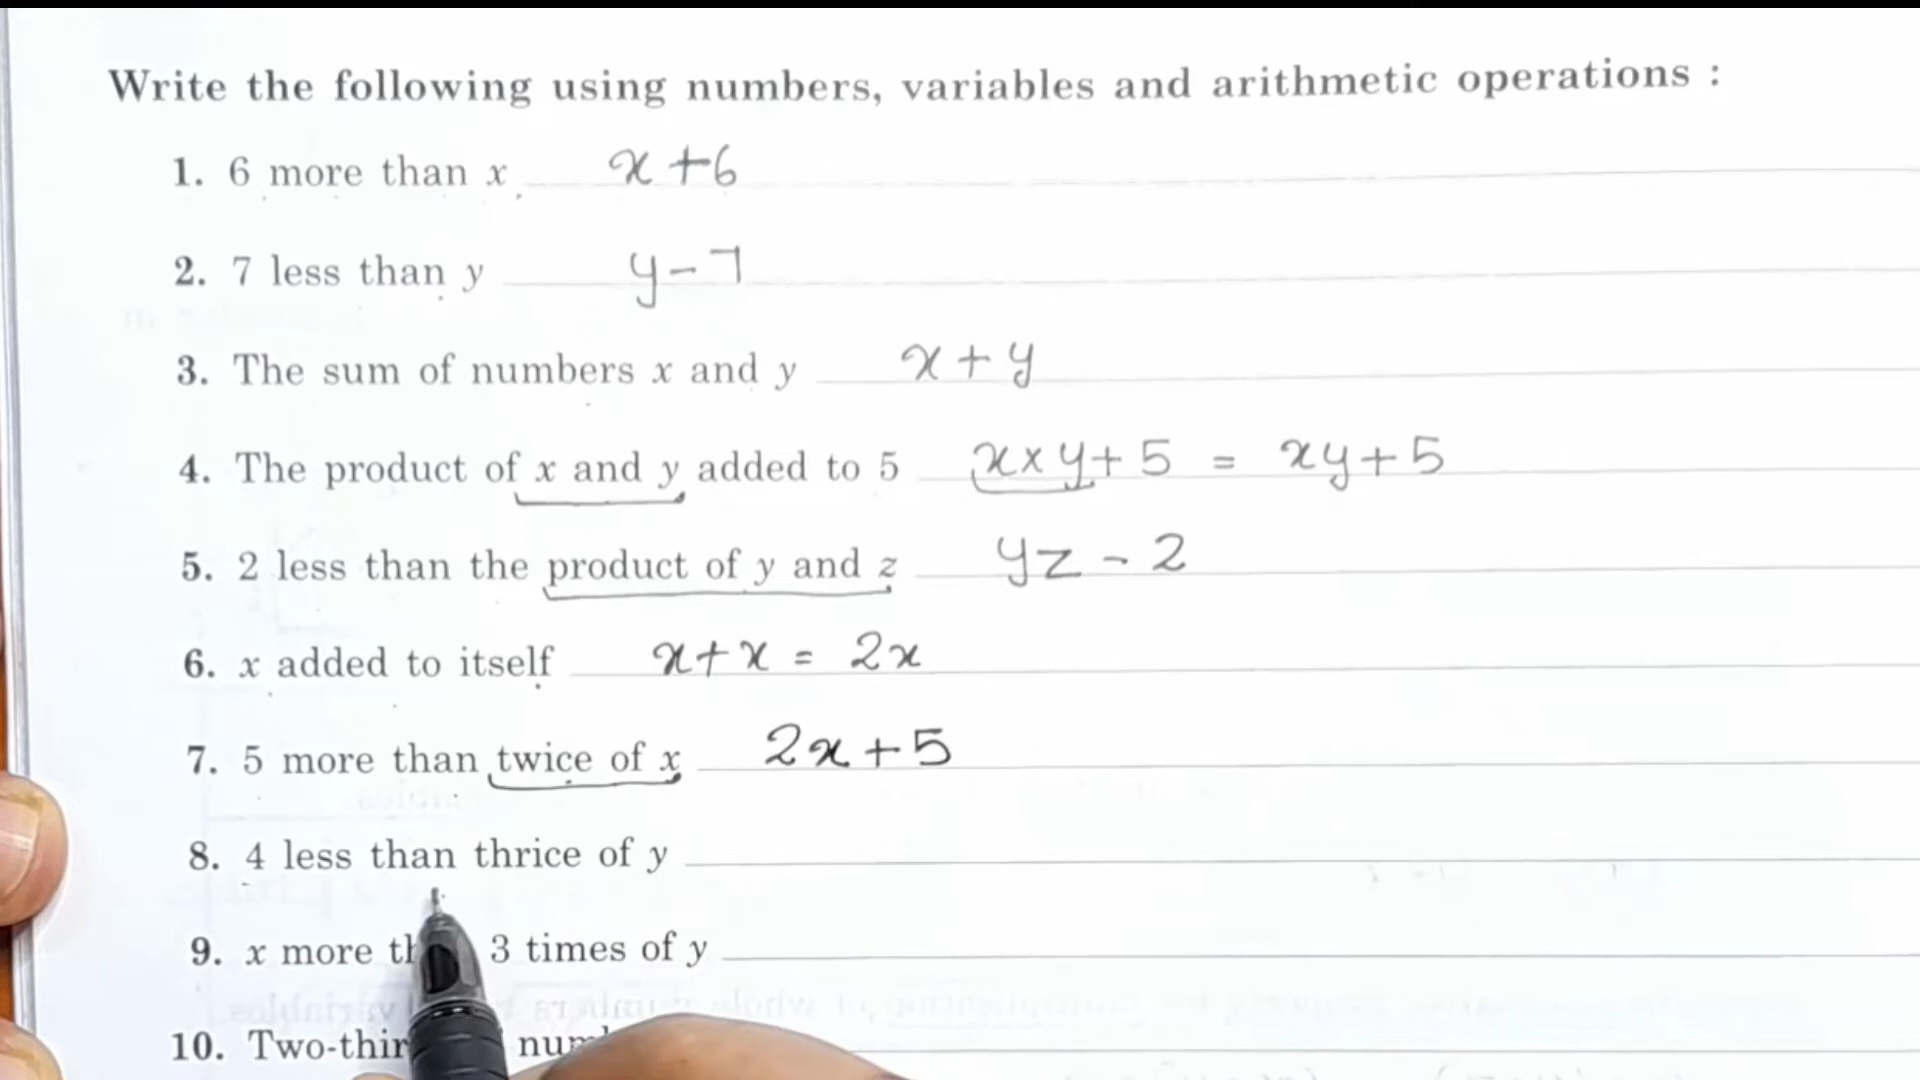 Write the following using numbers, variables and arithmetic operations :
1. 6 more than x x+6
2. 7 less than y y-7
3. The sum of numbers x and y x+y
4. The product of x and y added to 5 x×y+5 = xy+5
5. 2 less than the product of y and z yz-2
6. x added to itself x+x = 2x
7. 5 more than twice of x 2x+5
8. 4 less than thrice of y
9. x more 3 times of y
10.